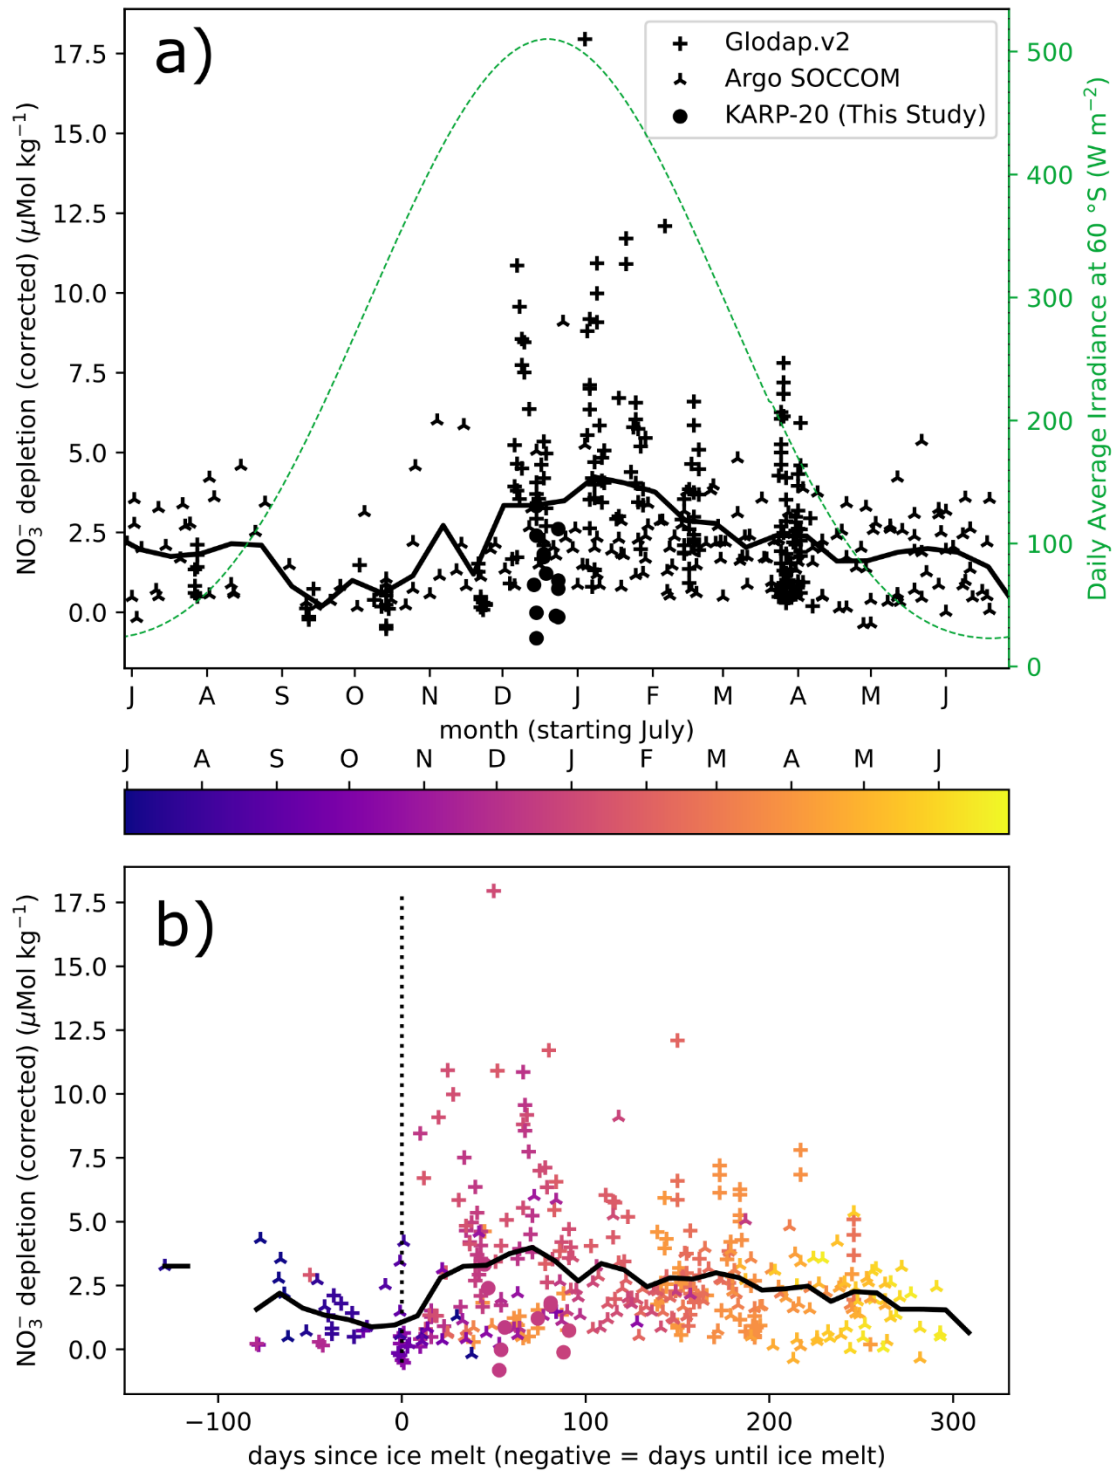 a)
Glodap.v2
Argo SOCCOM
KARP-20 (This Study)
NO₃⁻ depletion (corrected) (μMol kg⁻¹)
17.5
15.0
12.5
10.0
7.5
5.0
2.5
0.0
Daily Average Irradiance at 60 °S (W m⁻²)
500
400
300
200
100
0
J A S O N D J F M A M J
month (starting July)
J A S O N D J F M A M J
b)
NO₃⁻ depletion (corrected) (μMol kg⁻¹)
17.5
15.0
12.5
10.0
7.5
5.0
2.5
0.0
−100 0 100 200 300
days since ice melt (negative = days until ice melt)